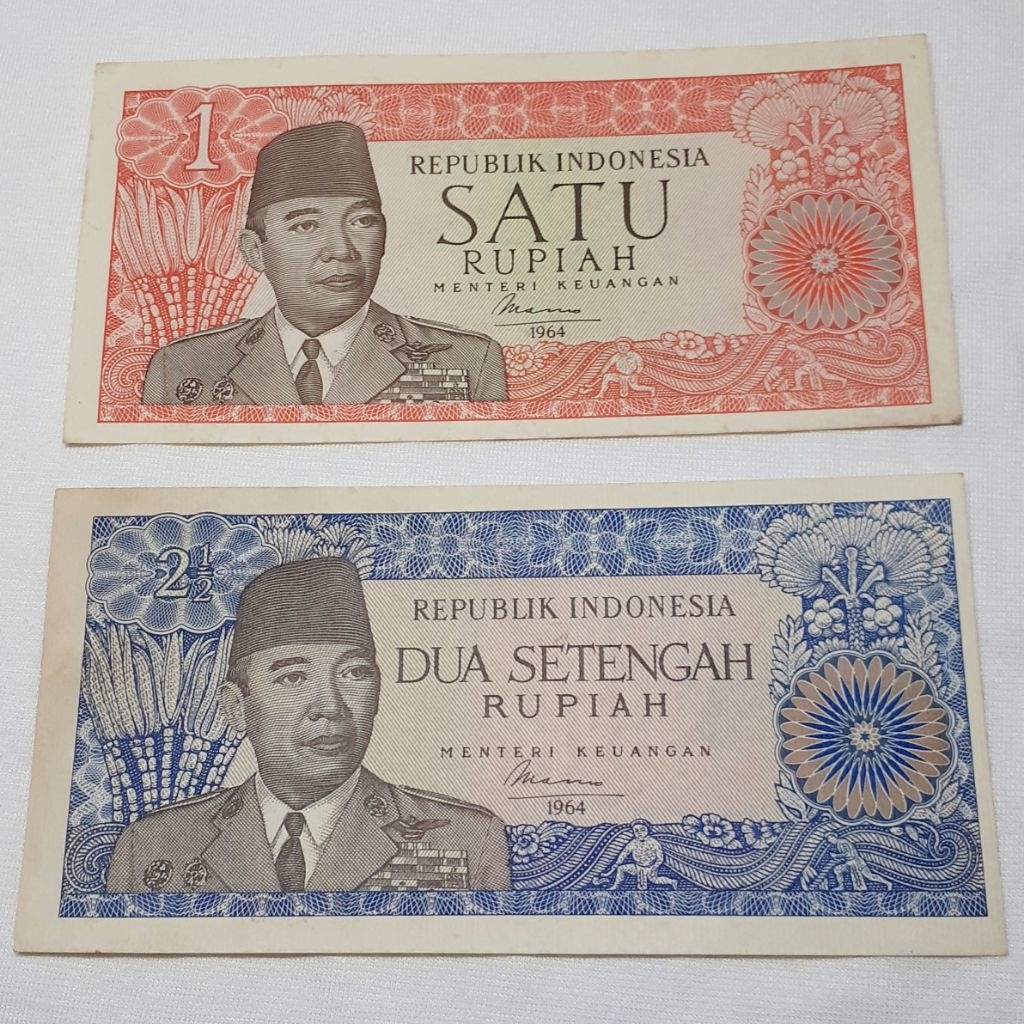 1
REPUBLIK INDONESIA
SATU
RUPIAH
MENTERI KEUANGAN
1964
2½
REPUBLIK INDONESIA
DUA SETENGAH
RUPIAH
MENTERI KEUANGAN
1964